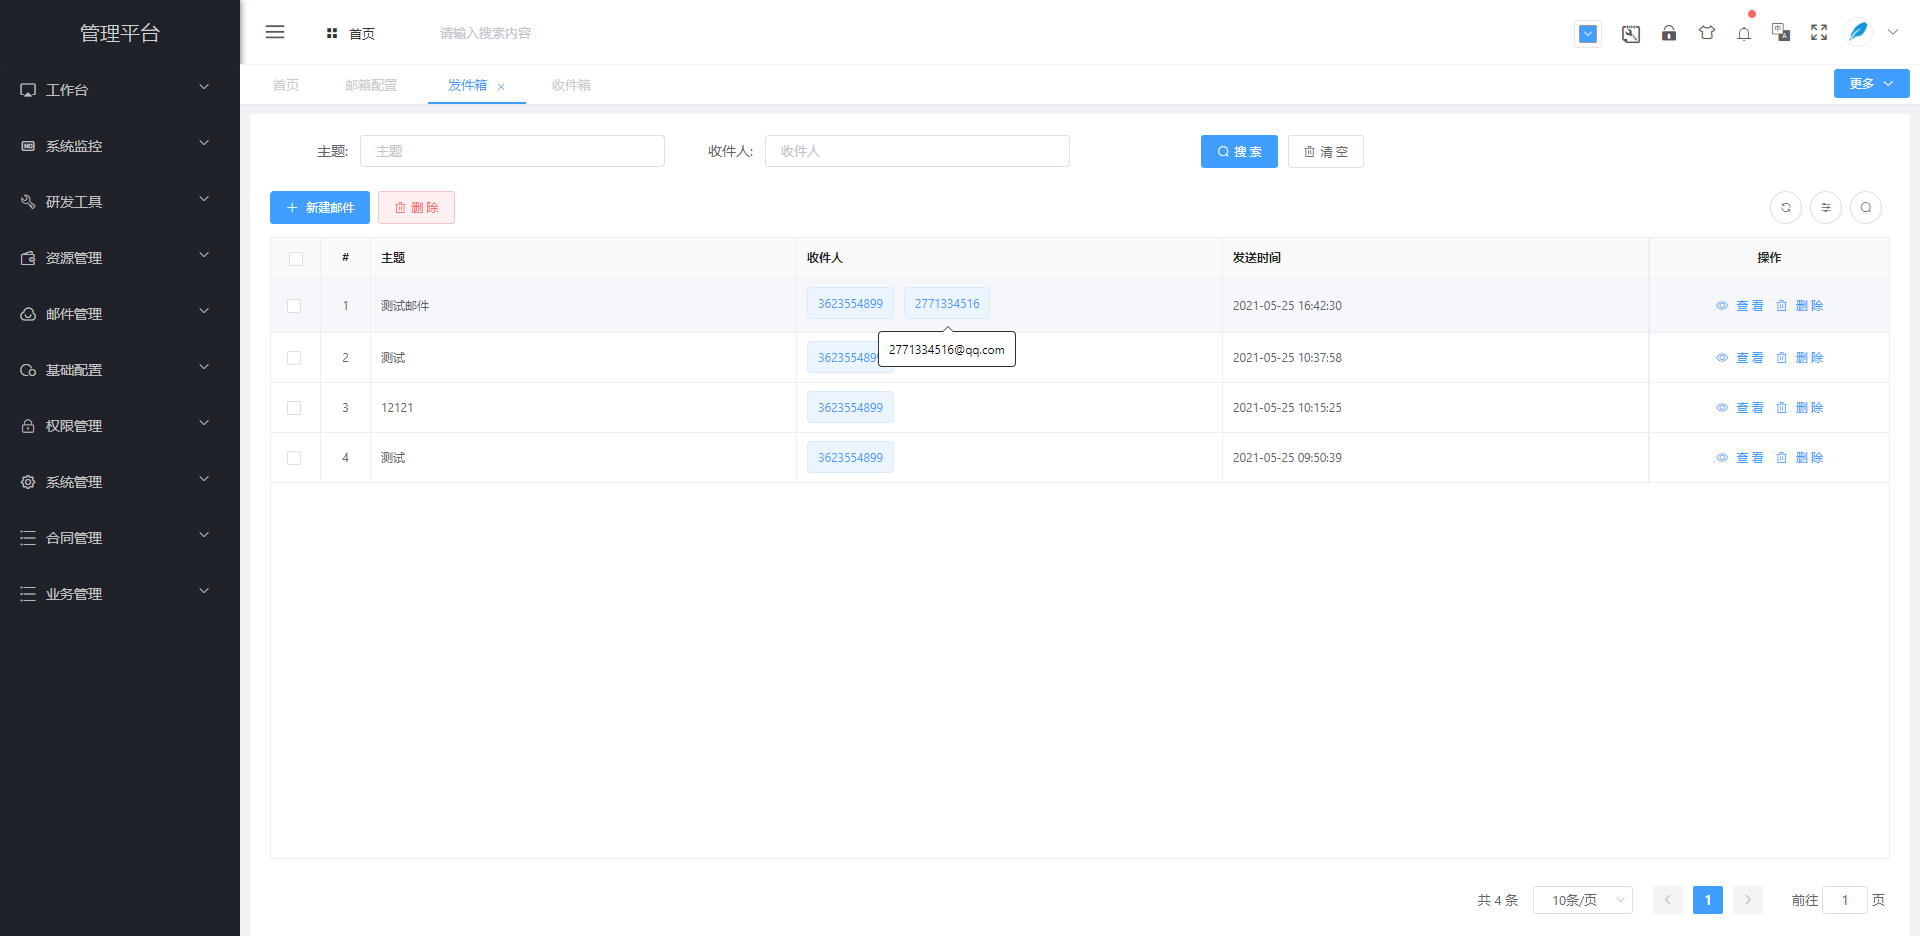 管理平台
首页
请输入搜索内容
工作台
系统监控
研发工具
资源管理
邮件管理
基础配置
权限管理
系统管理
合同管理
业务管理
首页 邮箱配置 发件箱 收件箱 更多
主题: 主题 收件人: 收件人 搜索 清空
新建邮件 删除
# 主题 收件人 发送时间 操作
1 测试邮件 3623554899 2771334516 2021-05-25 16:42:30 查看 删除
2771334516@qq.com
2 测试 3623554899 2021-05-25 10:37:58 查看 删除
3 12121 3623554899 2021-05-25 10:15:25 查看 删除
4 测试 3623554899 2021-05-25 09:50:39 查看 删除
共 4 条 10条/页 1 前往 1 页